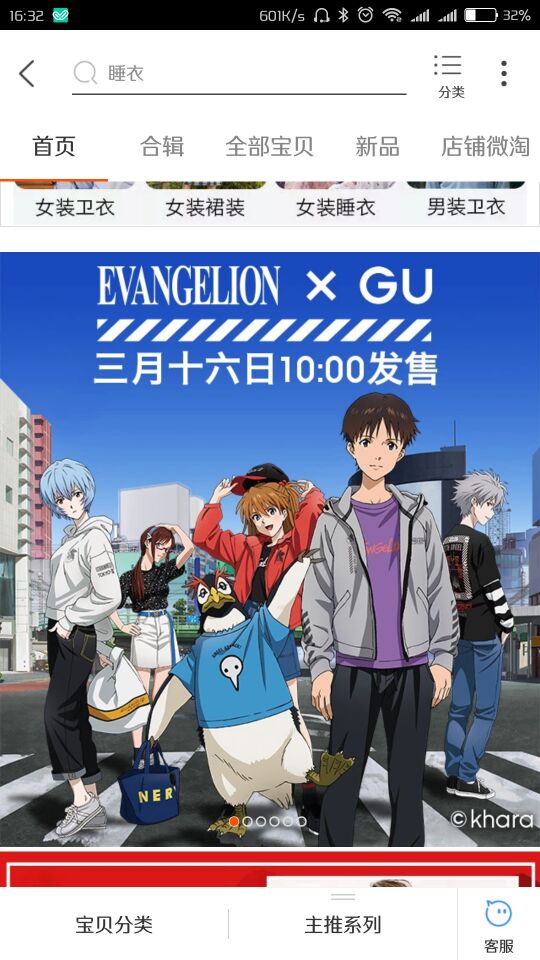 16:32
601K/s
32%
睡衣
分类
首页
合辑
全部宝贝
新品
店铺微淘
女装卫衣
女装裙装
女装睡衣
男装卫衣
EVANGELION × GU
三月十六日10:00发售
NER
©khara
宝贝分类
主推系列
客服